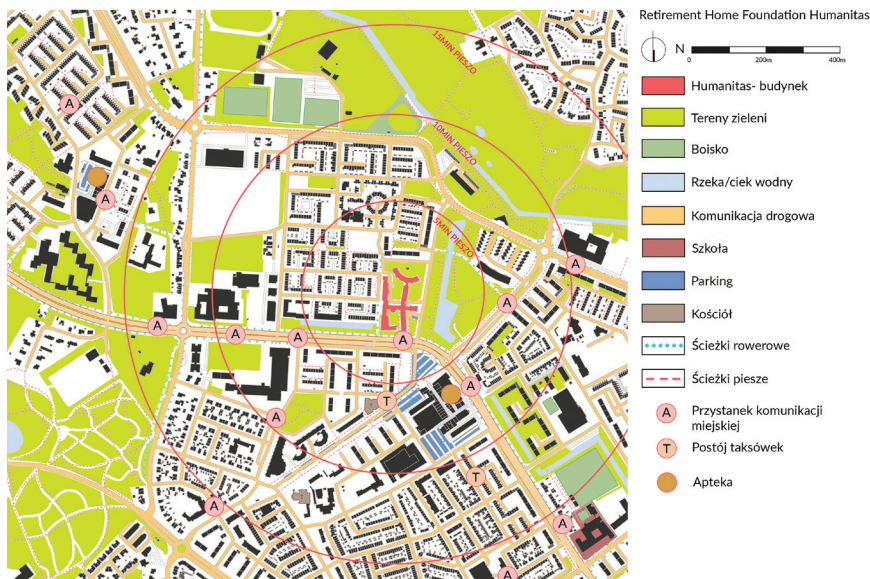 Retirement Home Foundation Humanitas
N
0
200m
400m
Humanitas- budynek
Tereny zieleni
Boisko
Rzeka/ciek wodny
Komunikacja drogowa
Szkoła
Parking
Kościół
Ścieżki rowerowe
Ścieżki piesze
A
Przystanek komunikacji
miejskiej
T
Postój taksówek
Apteka
15MIN PIESZO
10MIN PIESZO
5MIN PIESZO
A
A
A
A
A
A
A
A
A
T
A
A
T
A
A